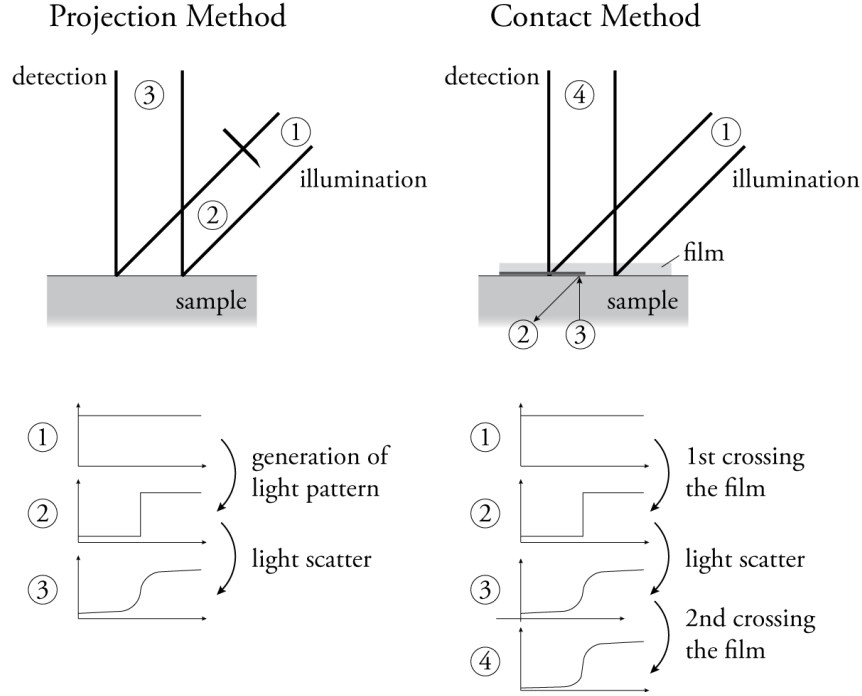 Projection Method
Contact Method
detection
③
①
②
illumination
sample
detection
④
①
illumination
film
sample
②
③
①
generation of
light pattern
②
light scatter
③
①
1st crossing
the film
②
light scatter
③
2nd crossing
the film
④